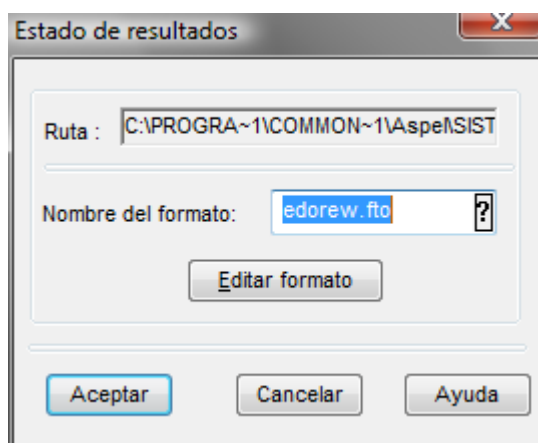 Estado de resultados
Ruta : C:\PROGRA~1\COMMON~1\Aspel\SIST
Nombre del formato: edorew.fto ?
Editar formato
Aceptar Cancelar Ayuda